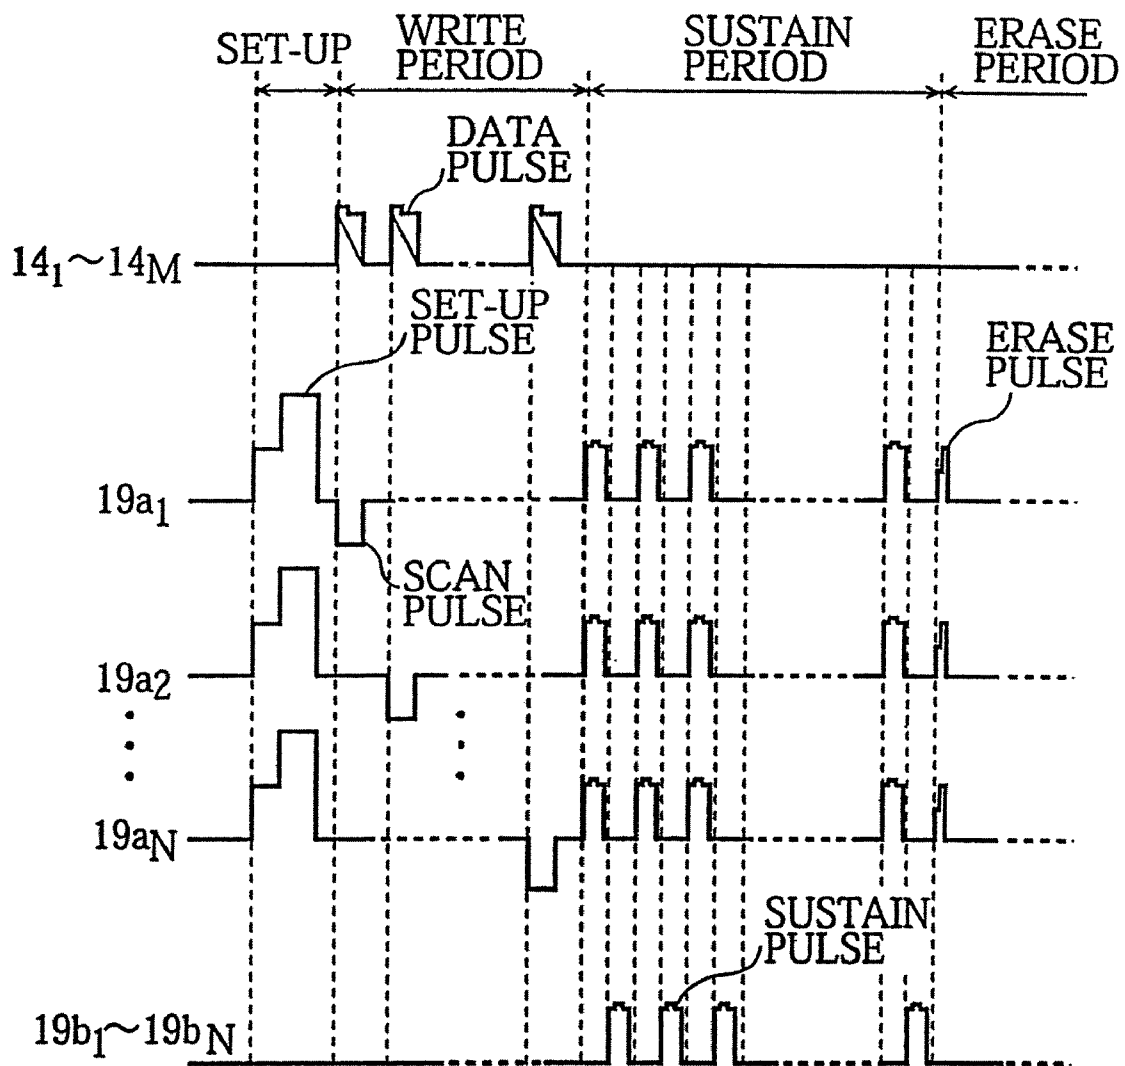 SET-UP
WRITE
PERIOD
SUSTAIN
PERIOD
ERASE
PERIOD
DATA
PULSE
14₁~14M
SET-UP
PULSE
ERASE
PULSE
19a₁
SCAN
PULSE
19a₂
19aN
SUSTAIN
PULSE
19b₁~19bN